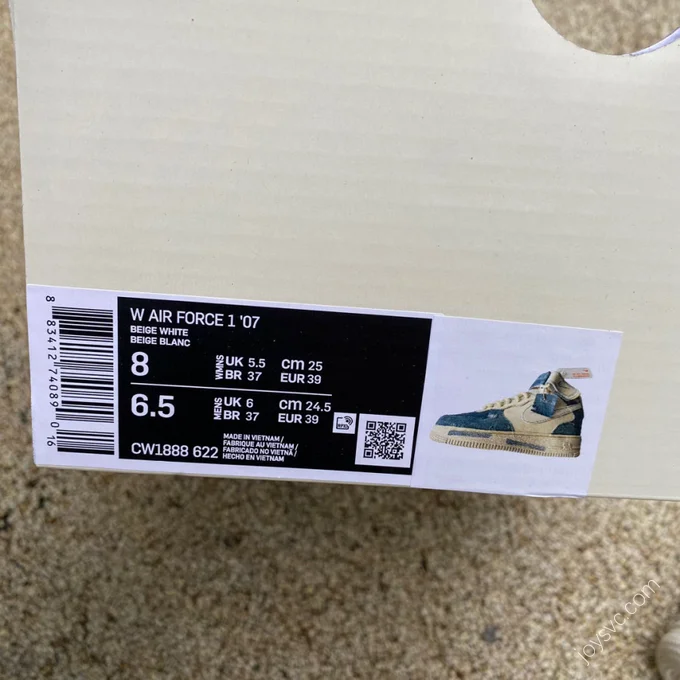 W AIR FORCE 1 '07
BEIGE WHITE
BEIGE BLANC
8 WMNS UK 5.5 cm 25
BR 37 EUR 39
6.5 MENS UK 6 cm 24.5
BR 37 EUR 39
CW1888 622
MADE IN VIETNAM /
FABRIQUE AU VIETNAM /
FABRICADO NO VIETNÃ /
HECHO EN VIETNAM
RFID
8 83412 74089 0 16
joysvc.com